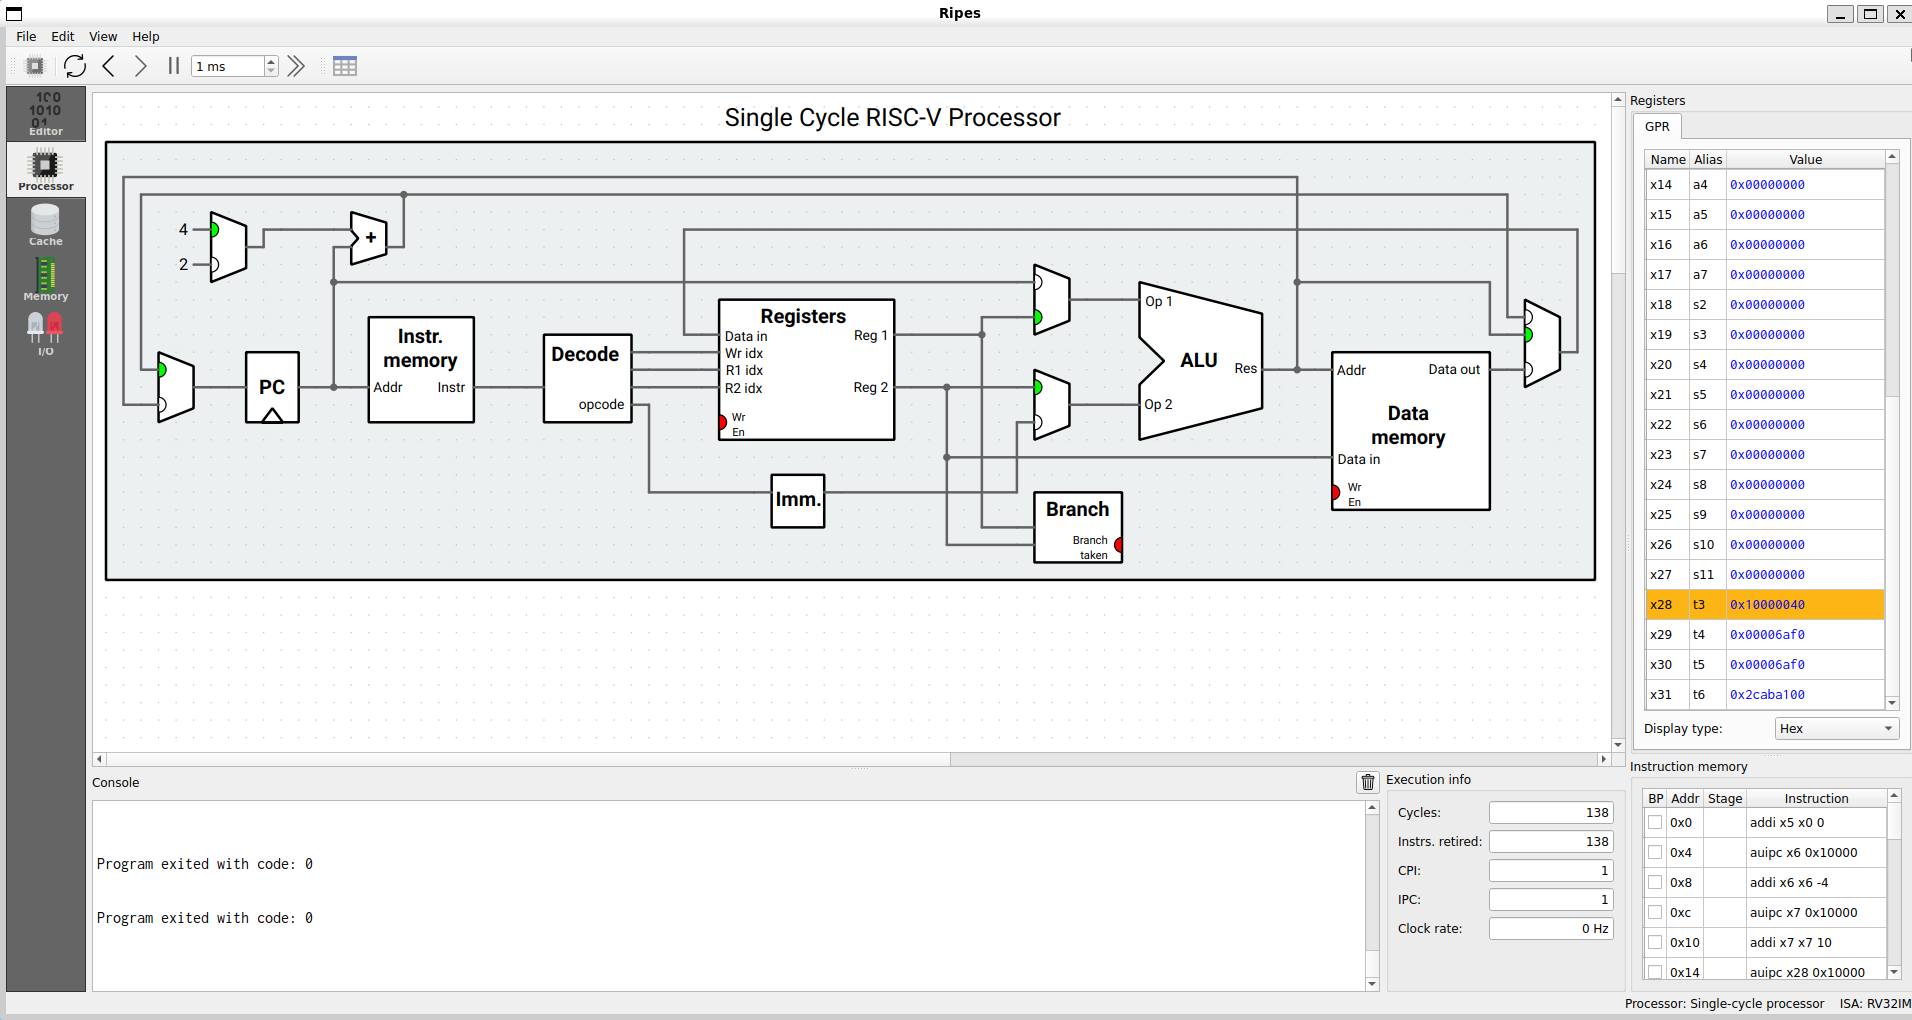 Ripes
File Edit View Help
1 ms
Editor
Processor
Cache
Memory
I/O
Single Cycle RISC-V Processor
4
2
+
PC
Instr. memory
Addr Instr
Decode
opcode
Registers
Data in
Wr idx
R1 idx
R2 idx
Wr En
Reg 1
Reg 2
Imm.
Op 1
ALU
Res
Op 2
Branch
Branch taken
Addr Data out
Data memory
Data in
Wr En
Registers
GPR
Name Alias Value
x14 a4 0x00000000
x15 a5 0x00000000
x16 a6 0x00000000
x17 a7 0x00000000
x18 s2 0x00000000
x19 s3 0x00000000
x20 s4 0x00000000
x21 s5 0x00000000
x22 s6 0x00000000
x23 s7 0x00000000
x24 s8 0x00000000
x25 s9 0x00000000
x26 s10 0x00000000
x27 s11 0x00000000
x28 t3 0x10000040
x29 t4 0x00006af0
x30 t5 0x00006af0
x31 t6 0x2caba100
Display type: Hex
Console
Program exited with code: 0
Program exited with code: 0
Execution info
Cycles: 138
Instrs. retired: 138
CPI: 1
IPC: 1
Clock rate: 0 Hz
Instruction memory
BP Addr Stage Instruction
0x0 addi x5 x0 0
0x4 auipc x6 0x10000
0x8 addi x6 x6 -4
0xc auipc x7 0x10000
0x10 addi x7 x7 10
0x14 auipc x28 0x10000
Processor: Single-cycle processor ISA: RV32IM